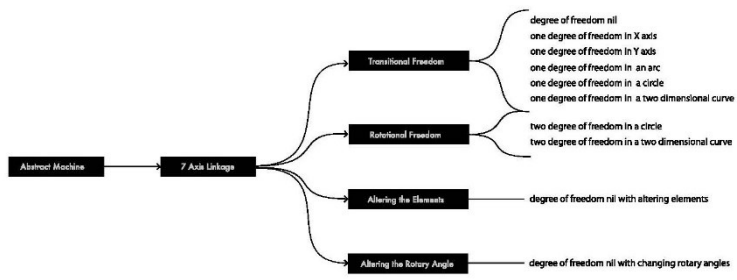 degree of freedom nil
one degree of freedom in X axis
one degree of freedom in Y axis
Transitional Freedom
one degree of freedom in an arc
one degree of freedom in a circle
one degree of freedom in a two dimensional curve
Rotational Freedom
two degree of freedom in a circle
two degree of freedom in a two dimensional curve
Abstract Machine
7 Axis Linkage
Altering the Elements
degree of freedom nil with altering elements
Altering the Rotary Angle
degree of freedom nil with changing rotary angles